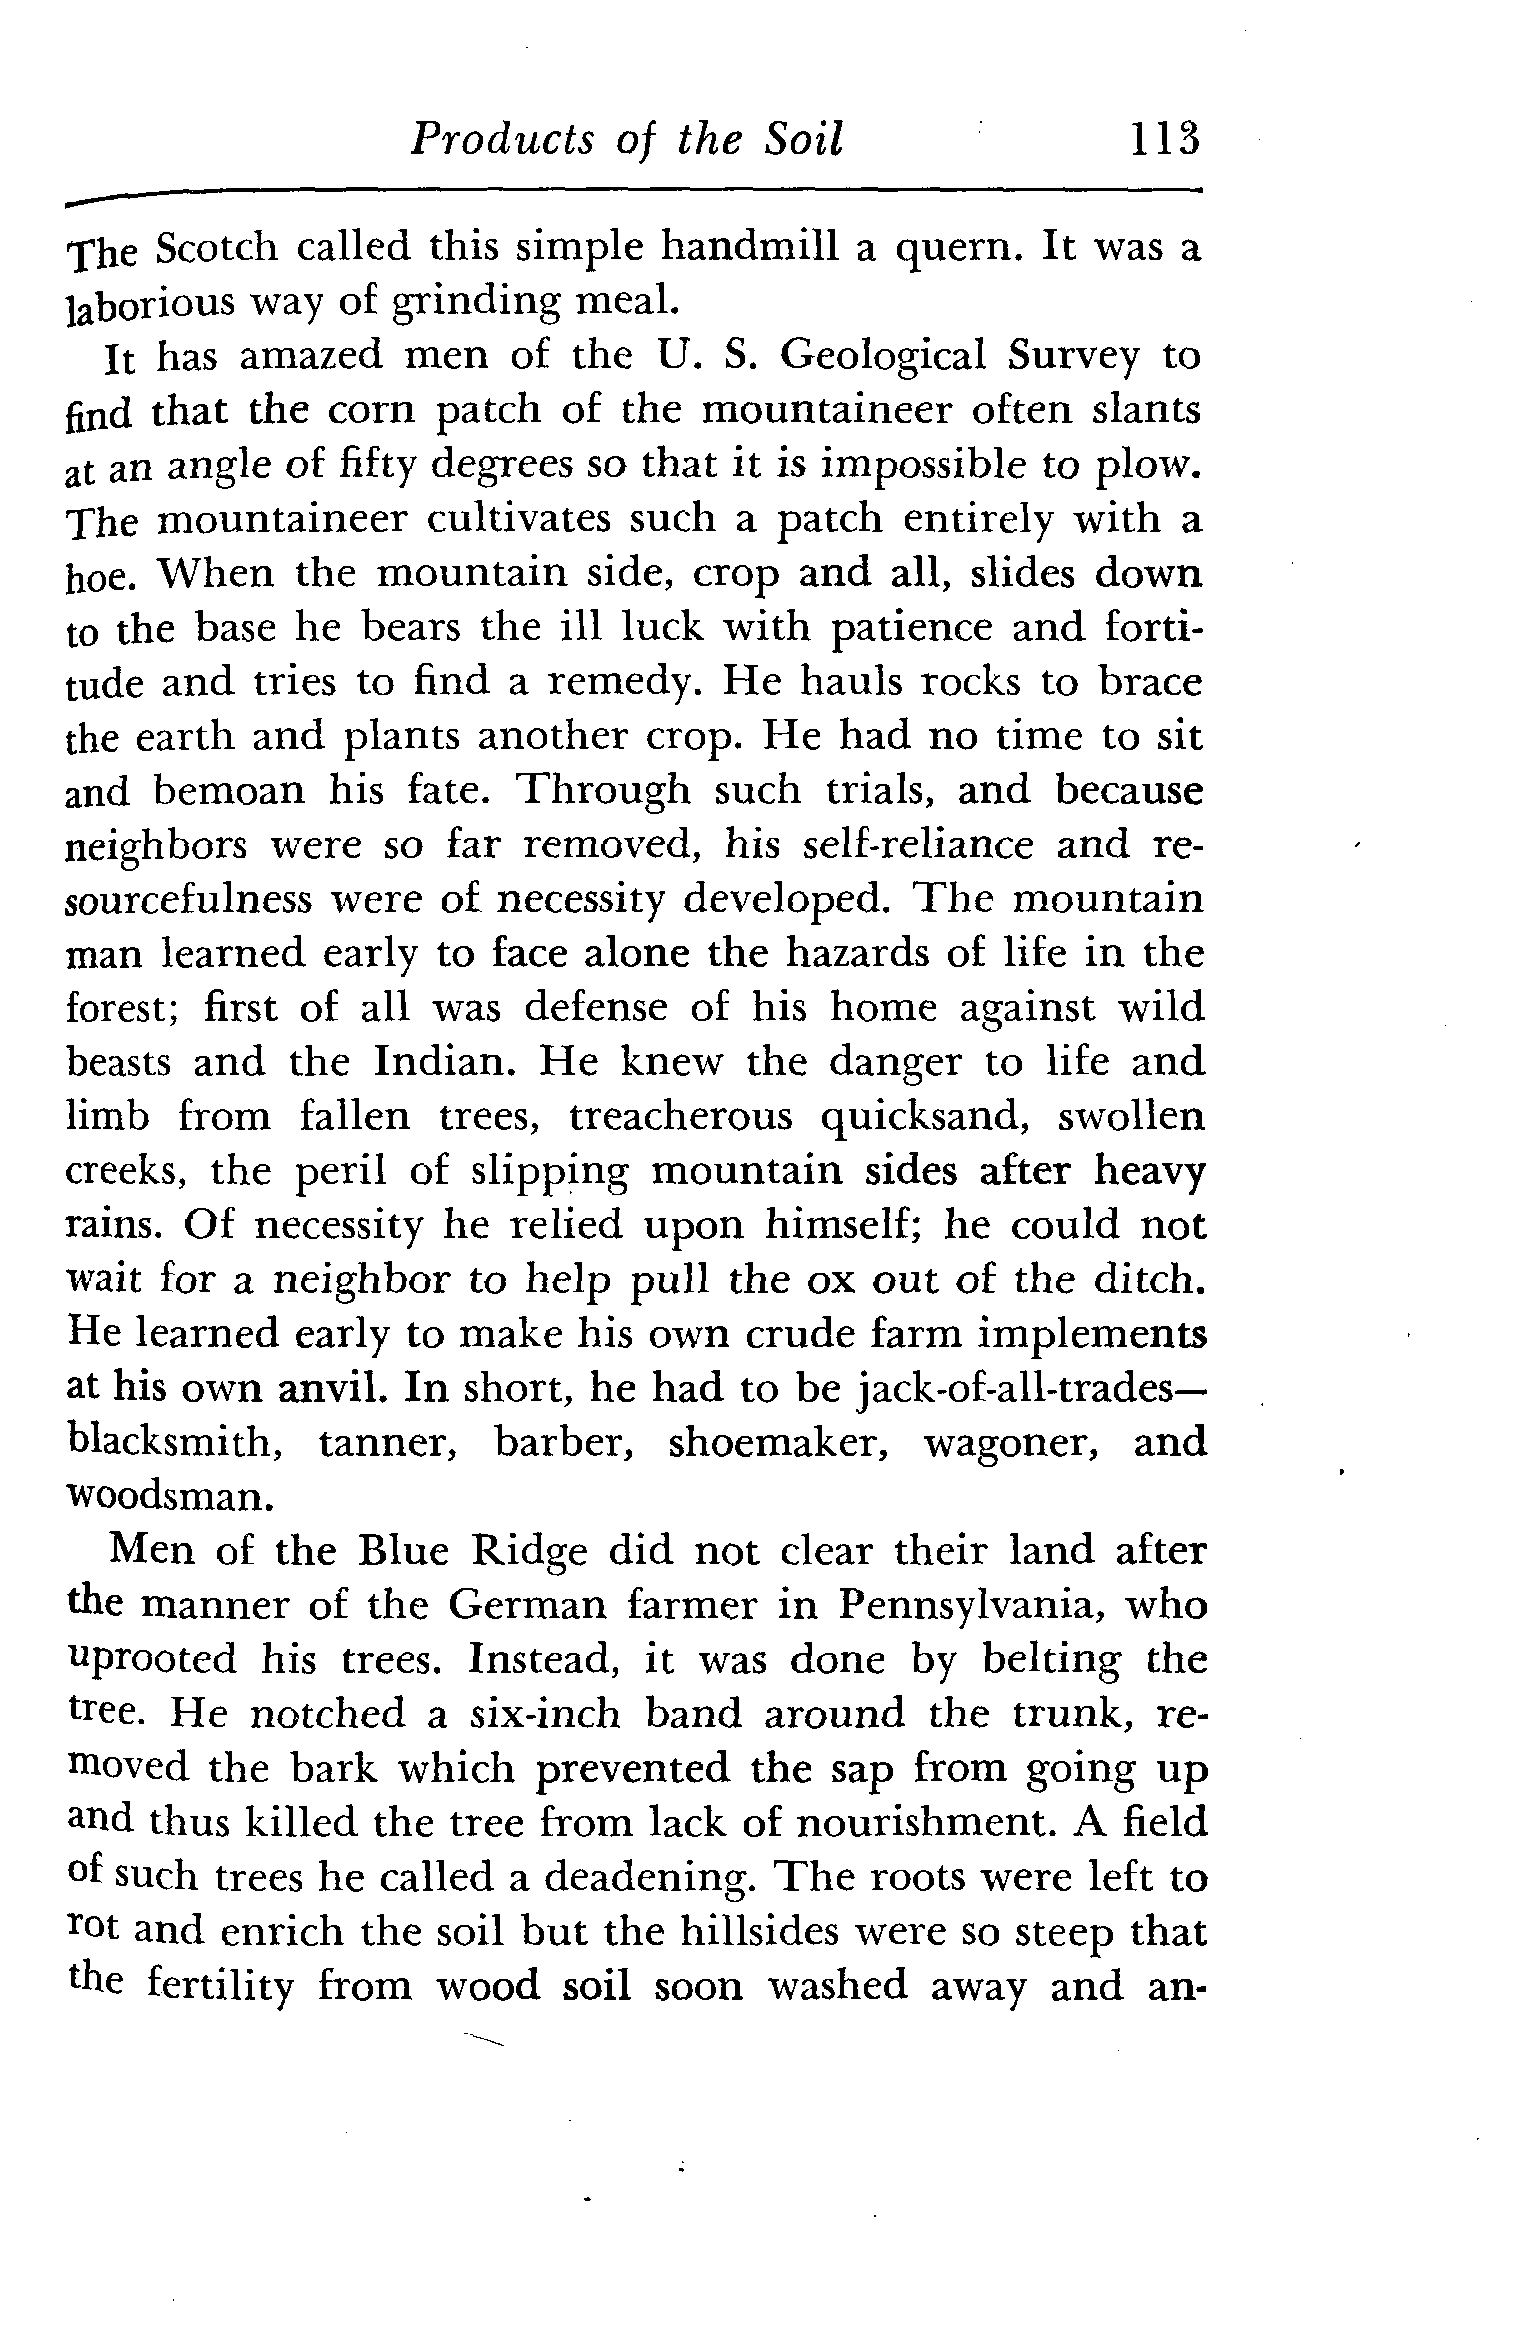 Products of the Soil 113
The Scotch called this simple handmill a quern. It was a
laborious way of grinding meal.
It has amazed men of the U. S. Geological Survey to
find that the corn patch of the mountaineer often slants
at an angle of fifty degrees so that it is impossible to plow.
The mountaineer cultivates such a patch entirely with a
hoe. When the mountain side, crop and all, slides down
to the base he bears the ill luck with patience and forti-
tude and tries to find a remedy. He hauls rocks to brace
the earth and plants another crop. He had no time to sit
and bemoan his fate. Through such trials, and because
neighbors were so far removed, his self-reliance and re-
sourcefulness were of necessity developed. The mountain
man learned early to face alone the hazards of life in the
forest; first of all was defense of his home against wild
beasts and the Indian. He knew the danger to life and
limb from fallen trees, treacherous quicksand, swollen
creeks, the peril of slipping mountain sides after heavy
rains. Of necessity he relied upon himself; he could not
wait for a neighbor to help pull the ox out of the ditch.
He learned early to make his own crude farm implements
at his own anvil. In short, he had to be jack-of-all-trades—
blacksmith, tanner, barber, shoemaker, wagoner, and
woodsman.
Men of the Blue Ridge did not clear their land after
the manner of the German farmer in Pennsylvania, who
uprooted his trees. Instead, it was done by belting the
tree. He notched a six-inch band around the trunk, re-
moved the bark which prevented the sap from going up
and thus killed the tree from lack of nourishment. A field
of such trees he called a deadening. The roots were left to
rot and enrich the soil but the hillsides were so steep that
the fertility from wood soil soon washed away and an-